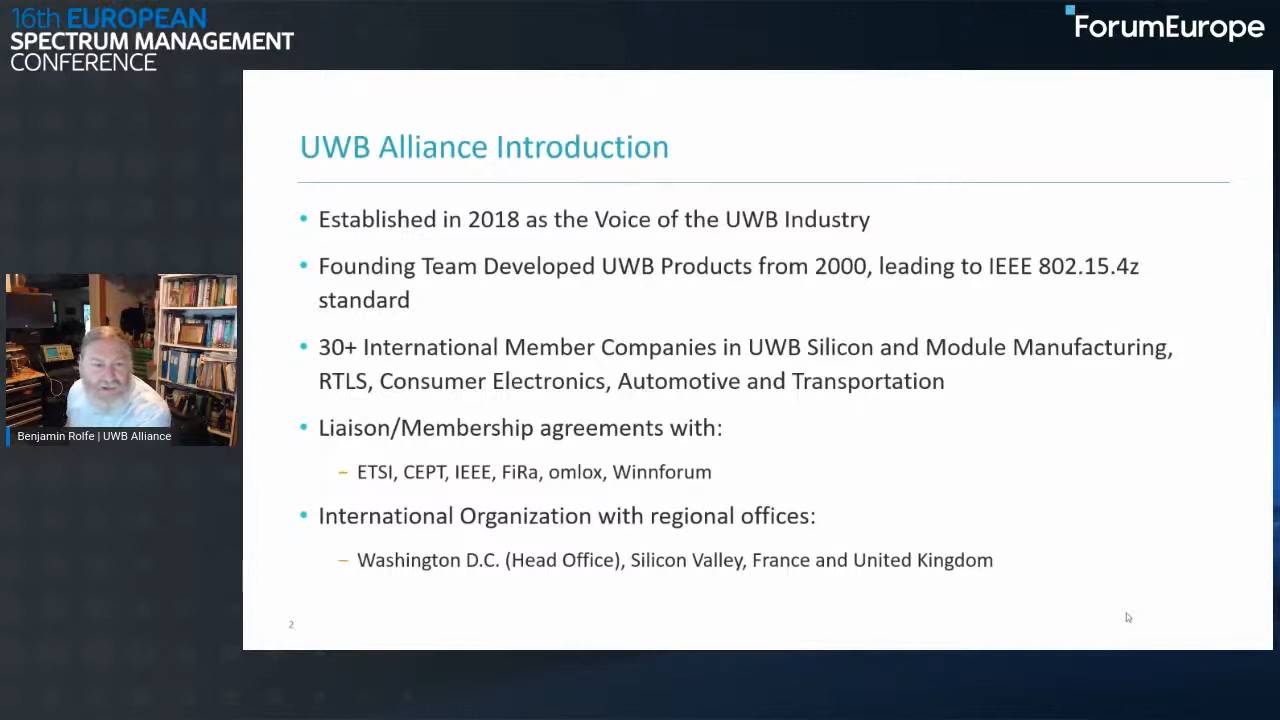 16th EUROPEAN
SPECTRUM MANAGEMENT
CONFERENCE
ForumEurope
UWB Alliance Introduction
• Established in 2018 as the Voice of the UWB Industry
• Founding Team Developed UWB Products from 2000, leading to IEEE 802.15.4z
standard
• 30+ International Member Companies in UWB Silicon and Module Manufacturing,
RTLS, Consumer Electronics, Automotive and Transportation
• Liaison/Membership agreements with:
– ETSI, CEPT, IEEE, FiRa, omlox, Winnforum
• International Organization with regional offices:
– Washington D.C. (Head Office), Silicon Valley, France and United Kingdom
2
Benjamin Rolfe | UWB Alliance